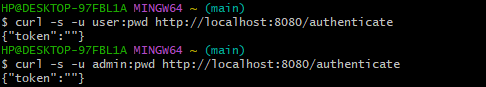 HP@DESKTOP-97FBL1A MINGW64 ~ (main)
$ curl -s -u user:pwd http://localhost:8080/authenticate
{"token":""}
HP@DESKTOP-97FBL1A MINGW64 ~ (main)
$ curl -s -u admin:pwd http://localhost:8080/authenticate
{"token":""}